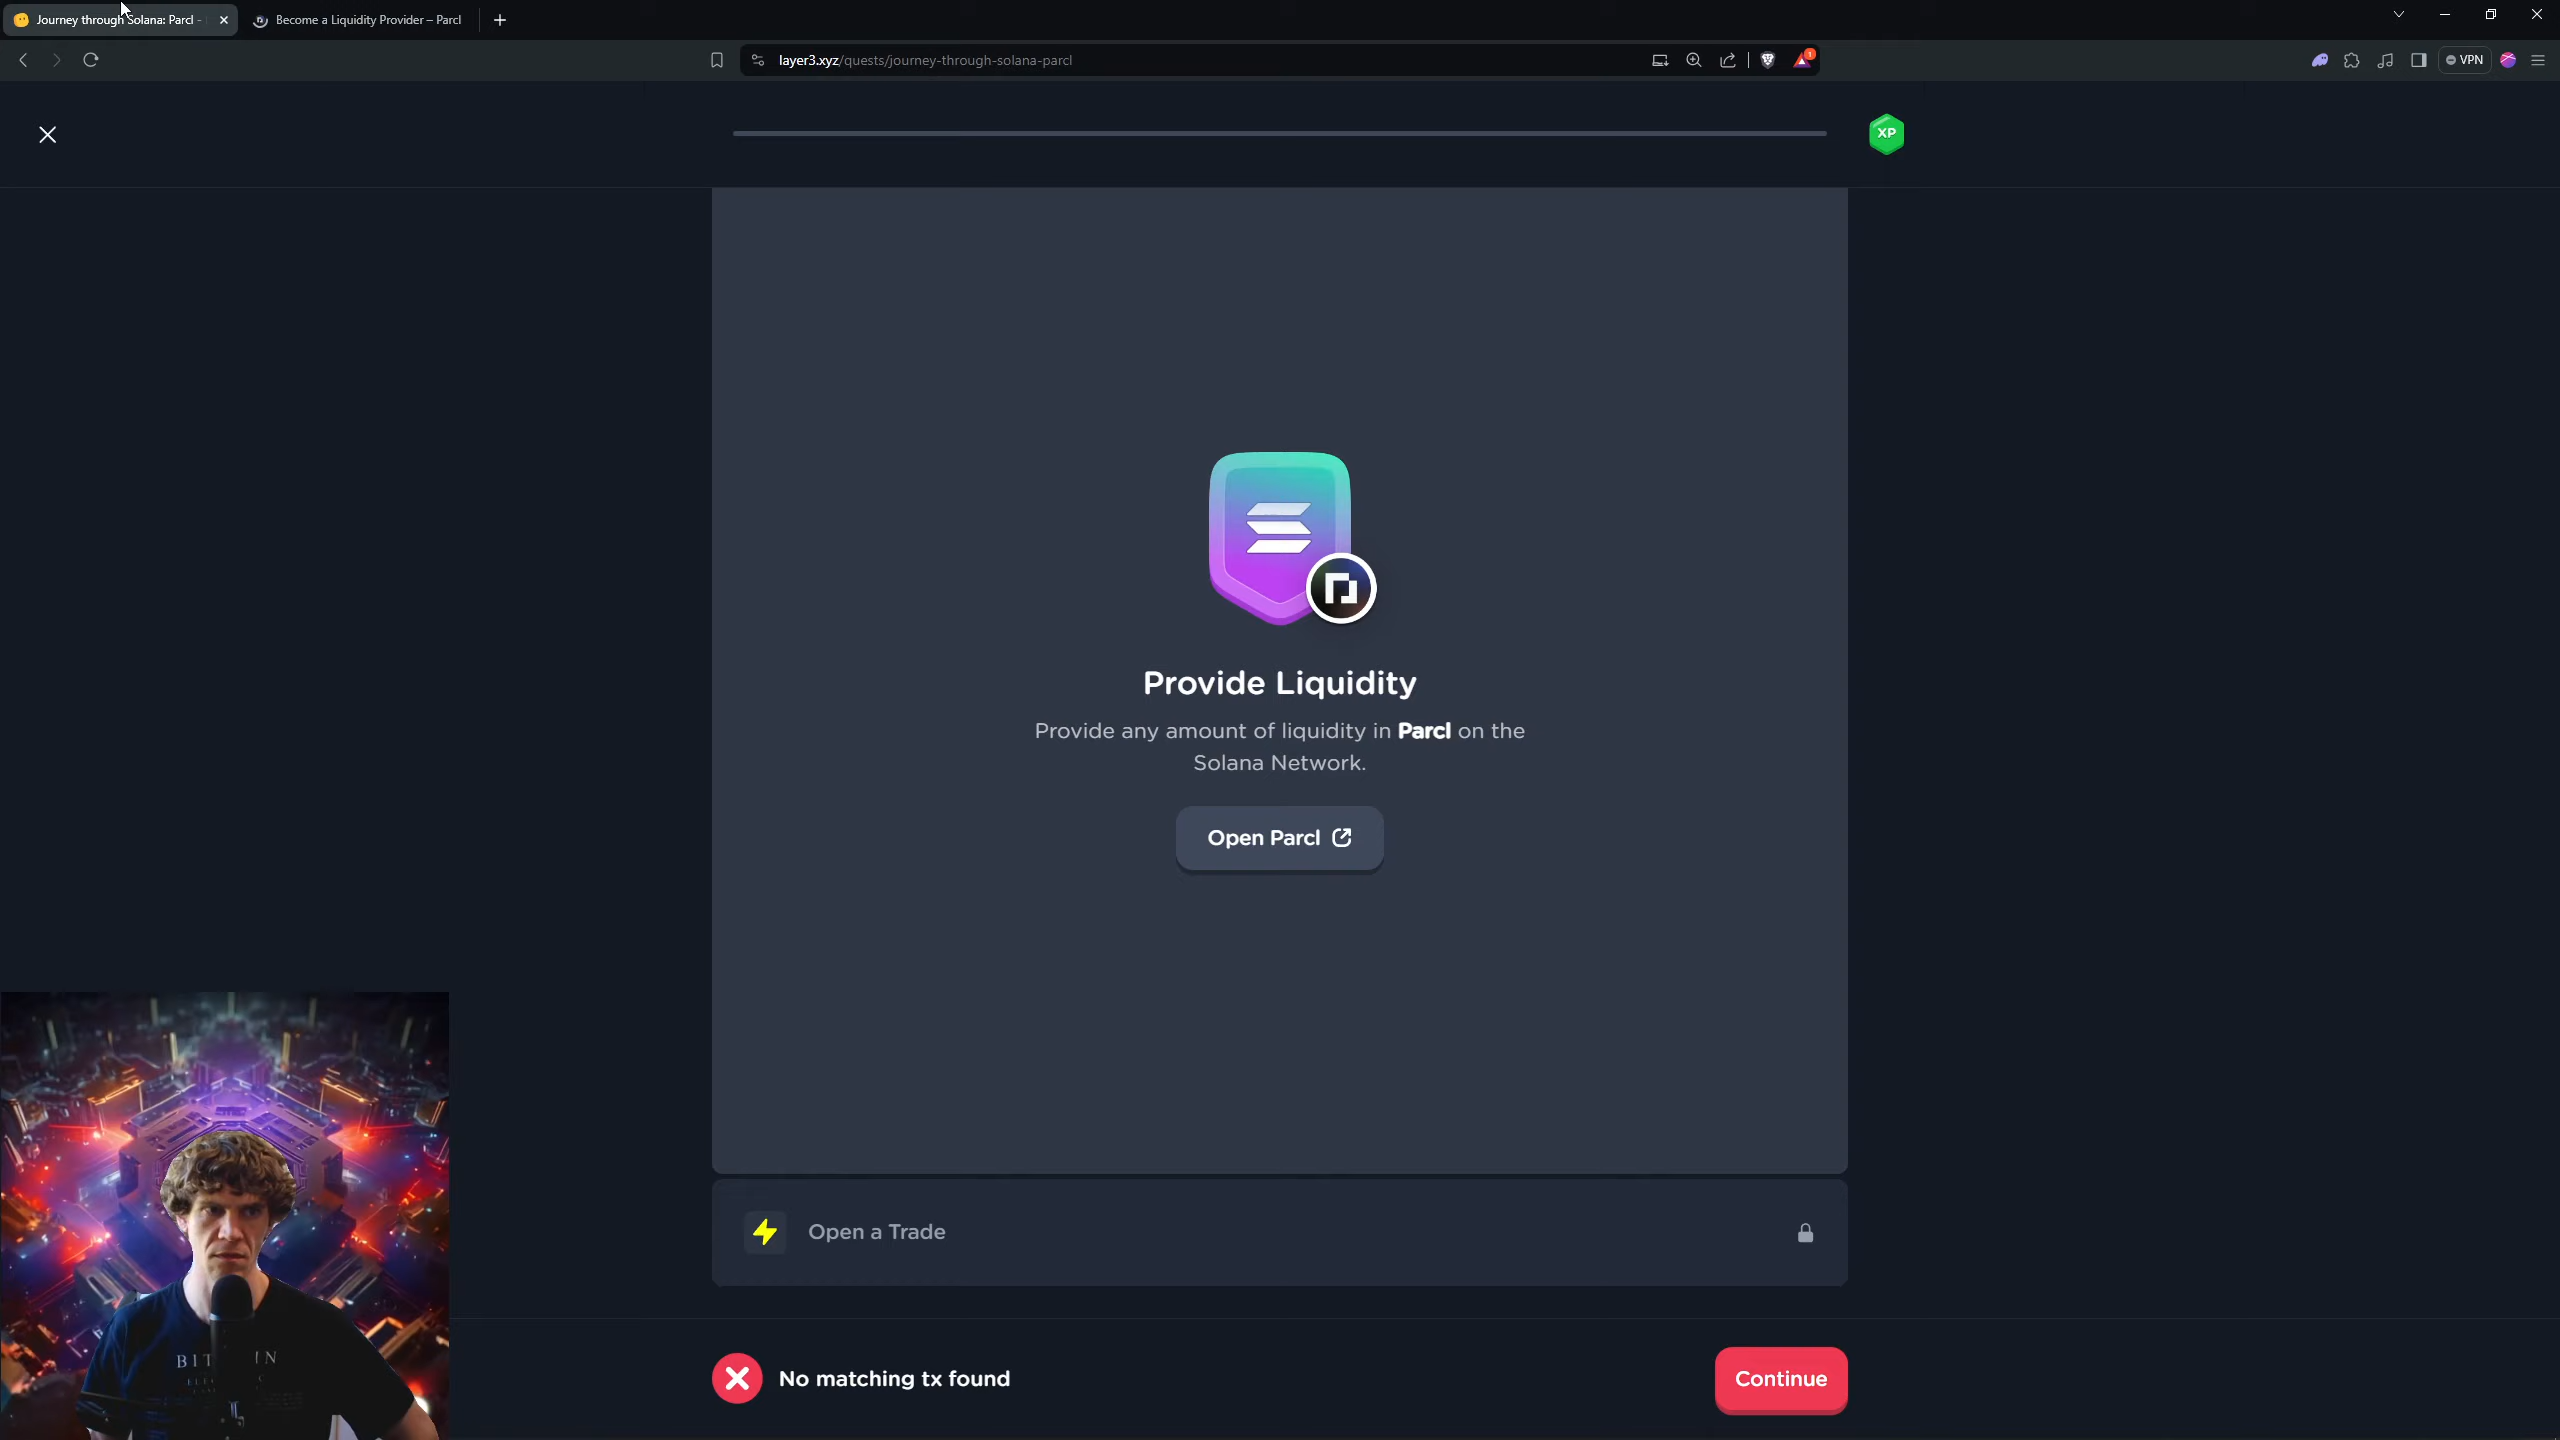 Journey through Solana: Parcl -
Become a Liquidity Provider – Parcl
layer3.xyz/quests/journey-through-solana-parcl
1
VPN
XP
Provide Liquidity
Provide any amount of liquidity in Parcl on the
Solana Network.
Open Parcl
Open a Trade
No matching tx found
Continue